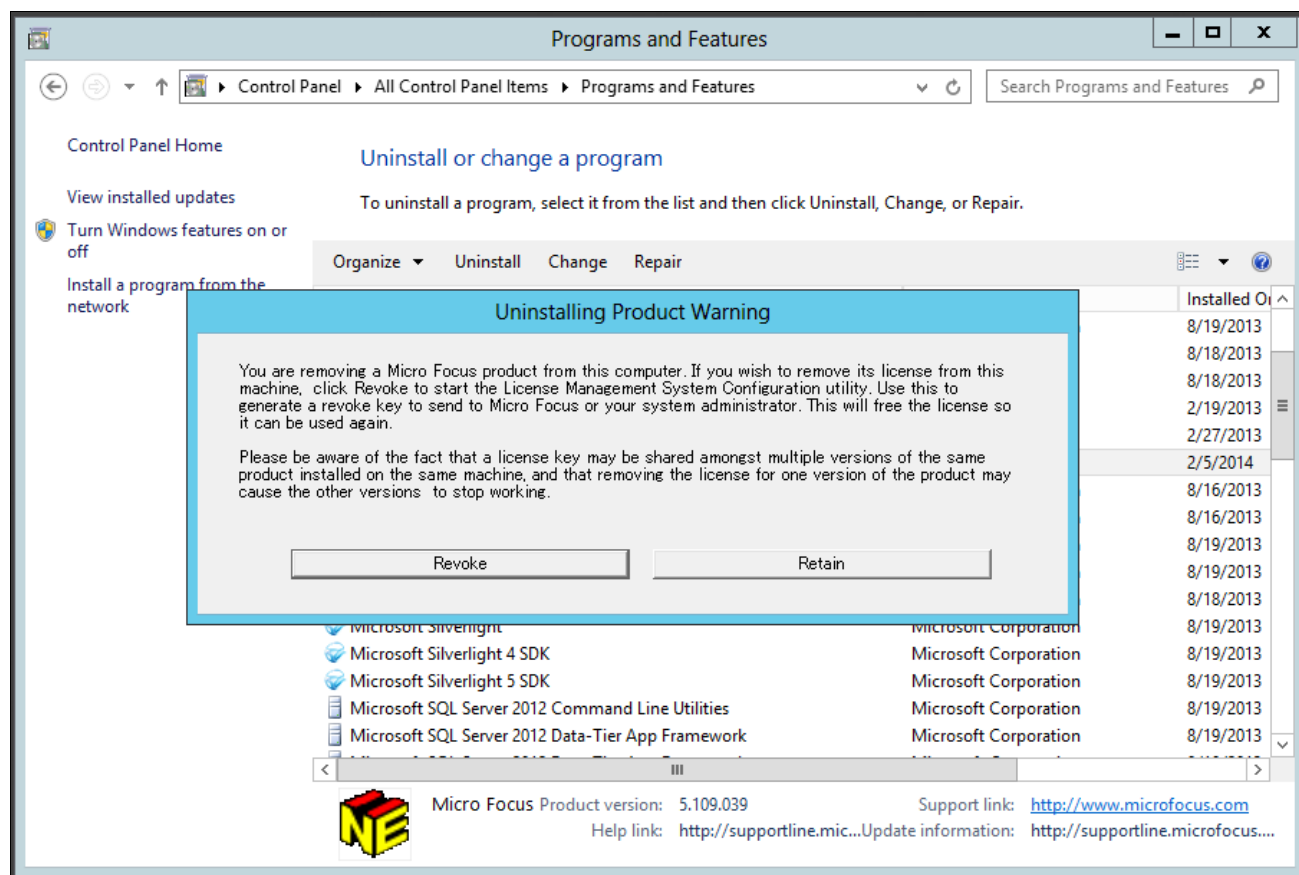 Programs and Features
Control Panel All Control Panel Items Programs and Features
Search Programs and Features
Control Panel Home
View installed updates
Turn Windows features on or
off
Install a program from the
network
Uninstall or change a program
To uninstall a program, select it from the list and then click Uninstall, Change, or Repair.
Organize Uninstall Change Repair
Installed
8/19/2013
8/18/2013
8/18/2013
2/19/2013
2/27/2013
2/5/2014
8/16/2013
8/16/2013
8/19/2013
8/19/2013
8/18/2013
Uninstalling Product Warning
You are removing a Micro Focus product from this computer. If you wish to remove its license from this
machine, click Revoke to start the License Management System Configuration utility. Use this to
generate a revoke key to send to Micro Focus or your system administrator. This will free the license so
it can be used again.
Please be aware of the fact that a license key may be shared amongst multiple versions of the same
product installed on the same machine, and that removing the license for one version of the product may
cause the other versions to stop working.
Revoke Retain
Microsoft Silverlight Microsoft Corporation 8/19/2013
Microsoft Silverlight 4 SDK Microsoft Corporation 8/19/2013
Microsoft Silverlight 5 SDK Microsoft Corporation 8/19/2013
Microsoft SQL Server 2012 Command Line Utilities Microsoft Corporation 8/19/2013
Microsoft SQL Server 2012 Data-Tier App Framework Microsoft Corporation 8/19/2013
NE
Micro Focus Product version: 5.109.039 Support link: http://www.microfocus.com
Help link: http://supportline.mic... Update information: http://supportline.microfocus....